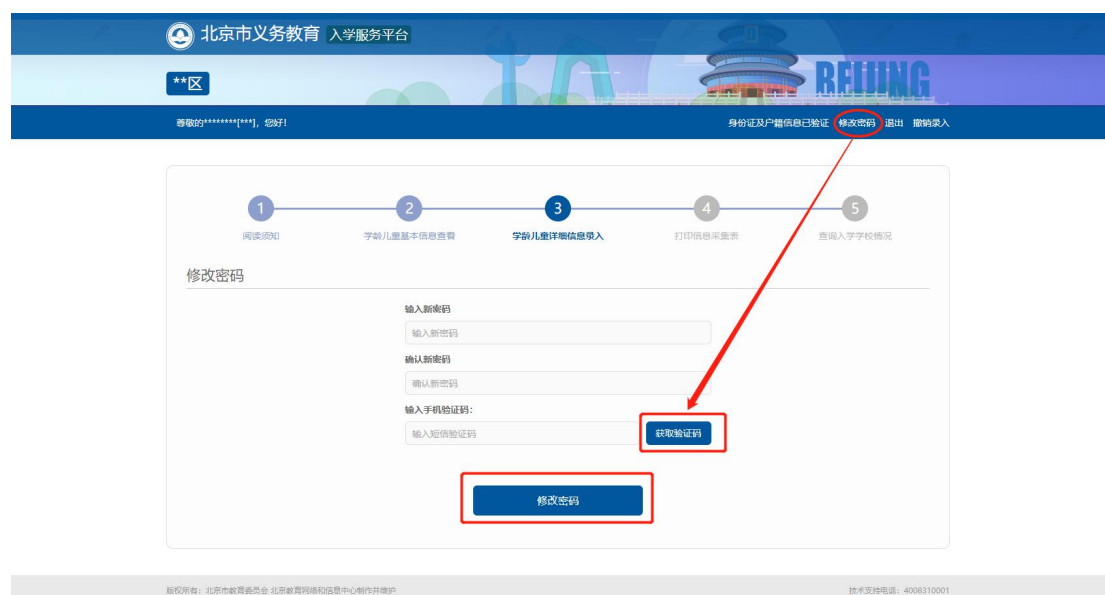 北京市义务教育 入学服务平台
**区
BEIJING
尊敬的********[***]，您好！
身份证及户籍信息已验证 修改密码 退出 撤销录入
1 2 3 4 5
阅读须知 学龄儿童基本信息查看 学龄儿童详细信息录入 打印信息采集表 查询入学学校情况
修改密码
输入新密码
输入新密码
确认新密码
确认新密码
输入手机验证码：
输入短信验证码 获取验证码
修改密码
版权所有：北京市教育委员会 北京教育网络和信息中心制作并维护 技术支持电话：4008310001